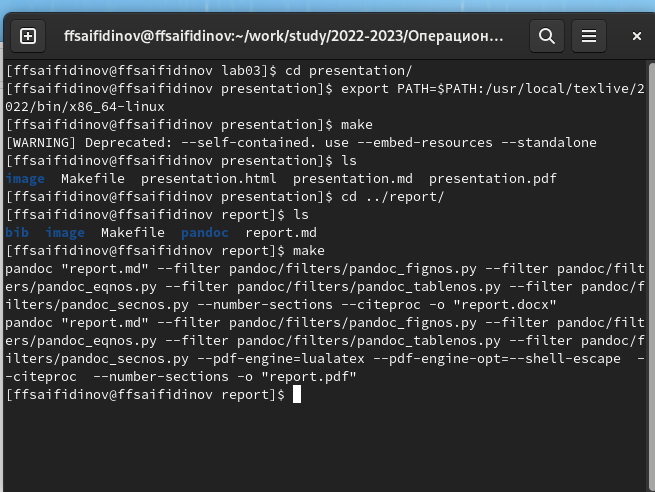 ffsaifidinov@ffsaifidinov:~/work/study/2022-2023/Операцион...
[ffsaifidinov@ffsaifidinov lab03]$ cd presentation/
[ffsaifidinov@ffsaifidinov presentation]$ export PATH=$PATH:/usr/local/texlive/2
022/bin/x86_64-linux
[ffsaifidinov@ffsaifidinov presentation]$ make
[WARNING] Deprecated: --self-contained. use --embed-resources --standalone
[ffsaifidinov@ffsaifidinov presentation]$ ls
image  Makefile  presentation.html  presentation.md  presentation.pdf
[ffsaifidinov@ffsaifidinov presentation]$ cd ../report/
[ffsaifidinov@ffsaifidinov report]$ ls
bib  image  Makefile  pandoc  report.md
[ffsaifidinov@ffsaifidinov report]$ make
pandoc "report.md" --filter pandoc/filters/pandoc_fignos.py --filter pandoc/filt
ers/pandoc_eqnos.py --filter pandoc/filters/pandoc_tablenos.py --filter pandoc/f
ilters/pandoc_secnos.py --number-sections --citeproc -o "report.docx"
pandoc "report.md" --filter pandoc/filters/pandoc_fignos.py --filter pandoc/filt
ers/pandoc_eqnos.py --filter pandoc/filters/pandoc_tablenos.py --filter pandoc/f
ilters/pandoc_secnos.py --pdf-engine=lualatex --pdf-engine-opt=--shell-escape  -
-citeproc  --number-sections -o "report.pdf"
[ffsaifidinov@ffsaifidinov report]$